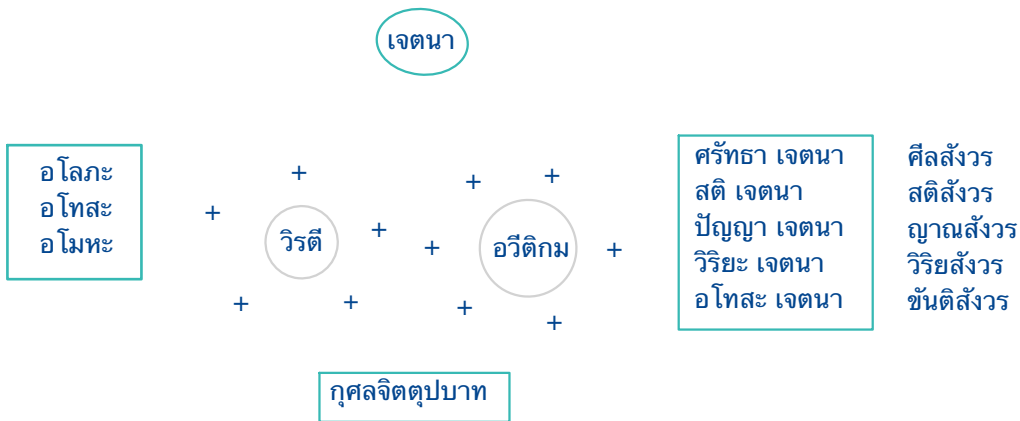 เจตนา
อโลภะ
อโทสะ
อโมหะ
+
+
วิรตี
+
+
+
+
+
+
อวีติกม
+
+
+
ศรัทธา เจตนา
สติ เจตนา
ปัญญา เจตนา
วิริยะ เจตนา
อโทสะ เจตนา
ศีลสังวร
สติสังวร
ญาณสังวร
วิริยสังวร
ขันติสังวร
กุศลจิตตุปบาท